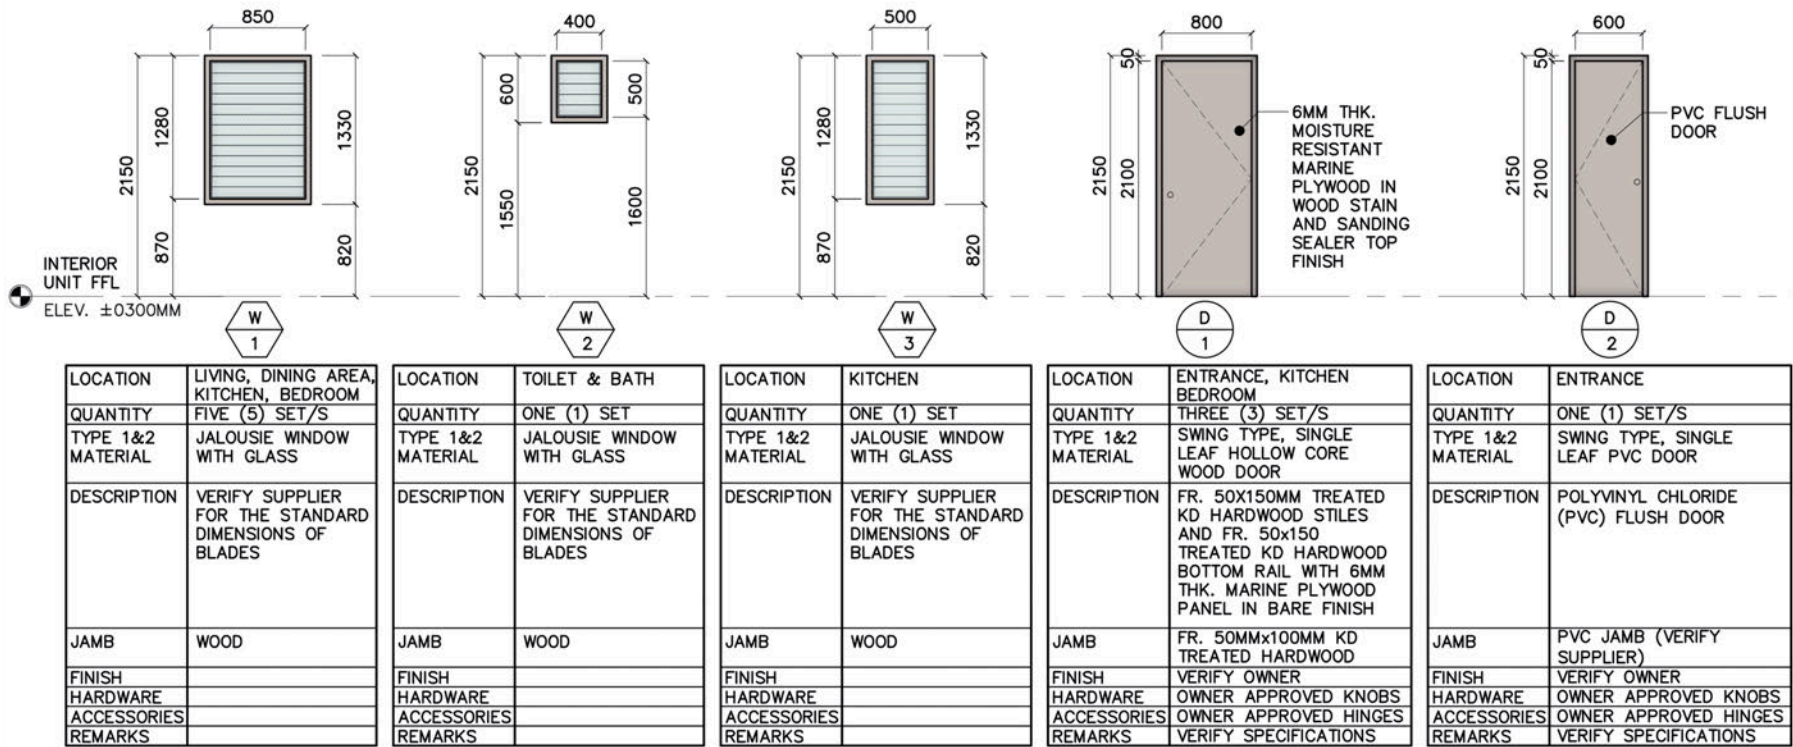 850
2150
1280
870
1330
820
INTERIOR
UNIT FFL
ELEV. ±0300MM
W
1
400
2150
600
1550
500
1600
W
2
500
2150
1280
870
1330
820
W
3
800
50
2150
2100
6MM THK.
MOISTURE
RESISTANT
MARINE
PLYWOOD IN
WOOD STAIN
AND SANDING
SEALER TOP
FINISH
D
1
600
50
2150
2100
PVC FLUSH
DOOR
D
2
LOCATION
LIVING, DINING AREA,
KITCHEN, BEDROOM
QUANTITY
FIVE (5) SET/S
TYPE 1&2
MATERIAL
JALOUSIE WINDOW
WITH GLASS
DESCRIPTION
VERIFY SUPPLIER
FOR THE STANDARD
DIMENSIONS OF
BLADES
JAMB
WOOD
FINISH
HARDWARE
ACCESSORIES
REMARKS
LOCATION
TOILET & BATH
QUANTITY
ONE (1) SET
TYPE 1&2
MATERIAL
JALOUSIE WINDOW
WITH GLASS
DESCRIPTION
VERIFY SUPPLIER
FOR THE STANDARD
DIMENSIONS OF
BLADES
JAMB
WOOD
FINISH
HARDWARE
ACCESSORIES
REMARKS
LOCATION
KITCHEN
QUANTITY
ONE (1) SET
TYPE 1&2
MATERIAL
JALOUSIE WINDOW
WITH GLASS
DESCRIPTION
VERIFY SUPPLIER
FOR THE STANDARD
DIMENSIONS OF
BLADES
JAMB
WOOD
FINISH
HARDWARE
ACCESSORIES
REMARKS
LOCATION
ENTRANCE, KITCHEN
BEDROOM
QUANTITY
THREE (3) SET/S
TYPE 1&2
MATERIAL
SWING TYPE, SINGLE
LEAF HOLLOW CORE
WOOD DOOR
DESCRIPTION
FR. 50X150MM TREATED
KD HARDWOOD STILES
AND FR. 50x150
TREATED KD HARDWOOD
BOTTOM RAIL WITH 6MM
THK. MARINE PLYWOOD
PANEL IN BARE FINISH
JAMB
FR. 50MMx100MM KD
TREATED HARDWOOD
FINISH
VERIFY OWNER
HARDWARE
OWNER APPROVED KNOBS
ACCESSORIES
OWNER APPROVED HINGES
REMARKS
VERIFY SPECIFICATIONS
LOCATION
ENTRANCE
QUANTITY
ONE (1) SET/S
TYPE 1&2
MATERIAL
SWING TYPE, SINGLE
LEAF PVC DOOR
DESCRIPTION
POLYVINYL CHLORIDE
(PVC) FLUSH DOOR
JAMB
PVC JAMB (VERIFY
SUPPLIER)
FINISH
VERIFY OWNER
HARDWARE
OWNER APPROVED KNOBS
ACCESSORIES
OWNER APPROVED HINGES
REMARKS
VERIFY SPECIFICATIONS